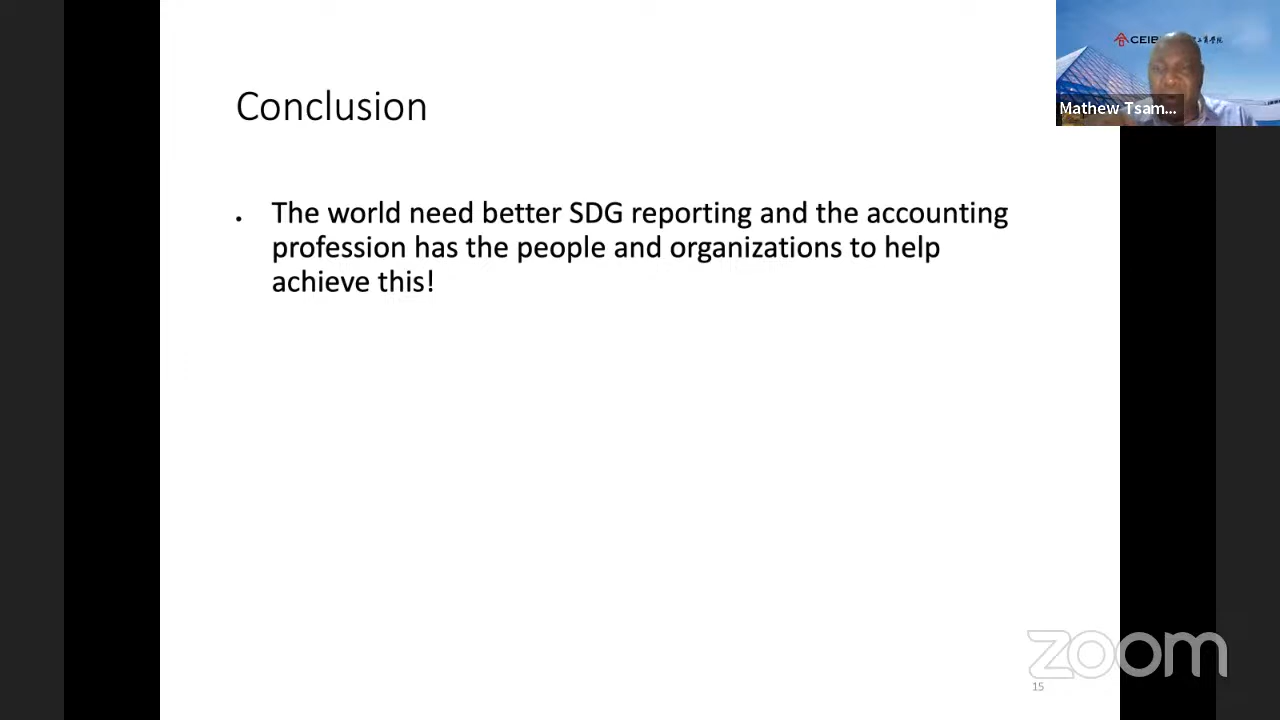 Conclusion
• The world need better SDG reporting and the accounting
profession has the people and organizations to help
achieve this!
CEIB
Mathew Tsam...
zoom
15